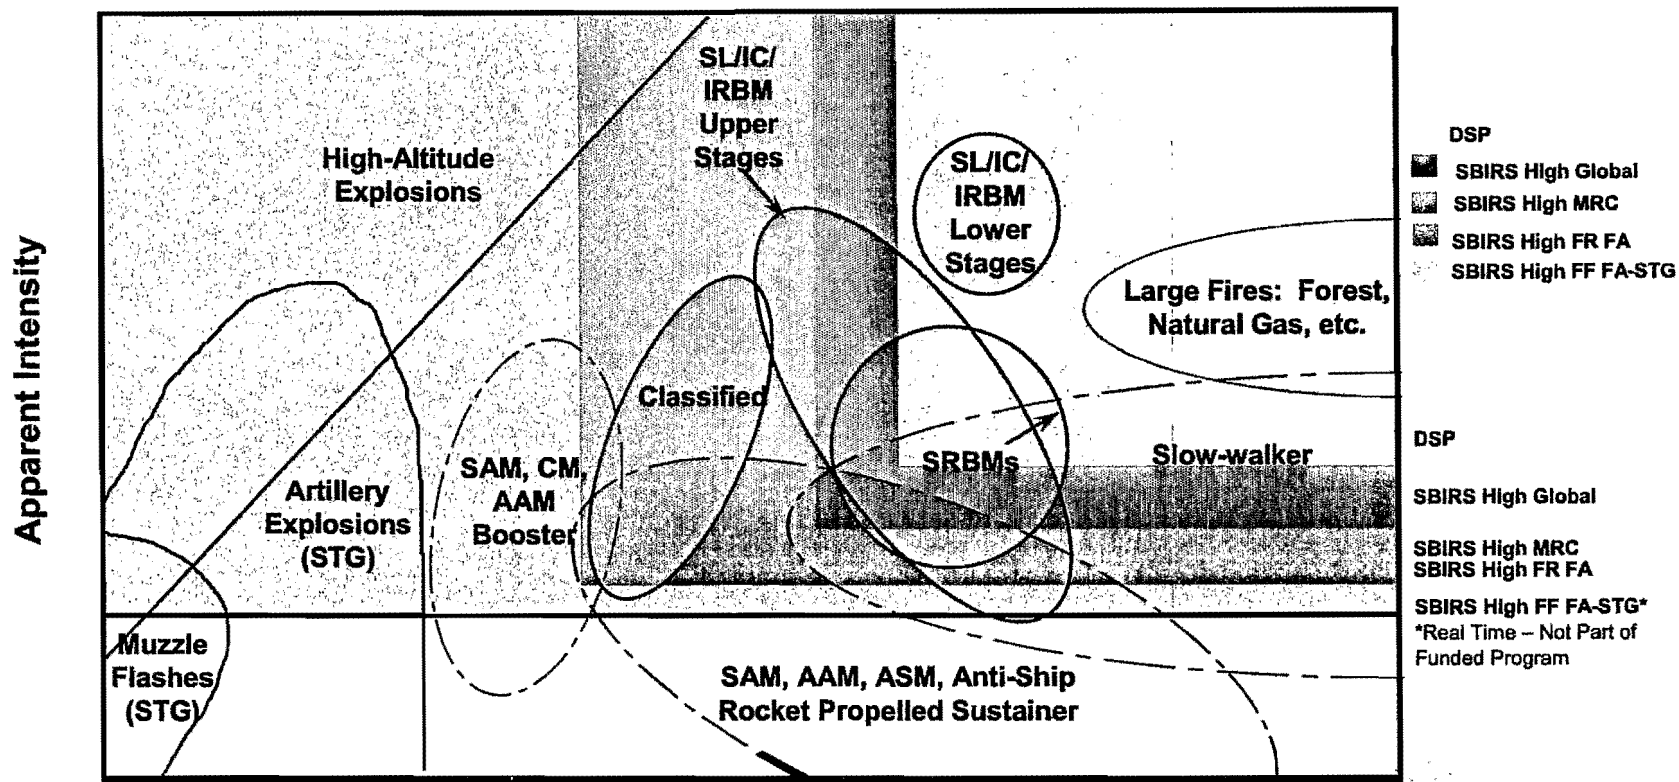 Apparent Intensity
High-Altitude
Explosions
SL/IC/
IRBM
Upper
Stages
SL/IC/
IRBM
Lower
Stages
Large Fires: Forest,
Natural Gas, etc.
Classified
SAM, CM,
AAM
Booster
Artillery
Explosions
(STG)
SRBMs
Slow-walker
Muzzle
Flashes
(STG)
SAM, AAM, ASM, Anti-Ship
Rocket Propelled Sustainer
DSP
SBIRS High Global
SBIRS High MRC
SBIRS High FR FA
SBIRS High FF FA-STG
DSP
SBIRS High Global
SBIRS High MRC
SBIRS High FR FA
SBIRS High FF FA-STG*
*Real Time – Not Part of
Funded Program